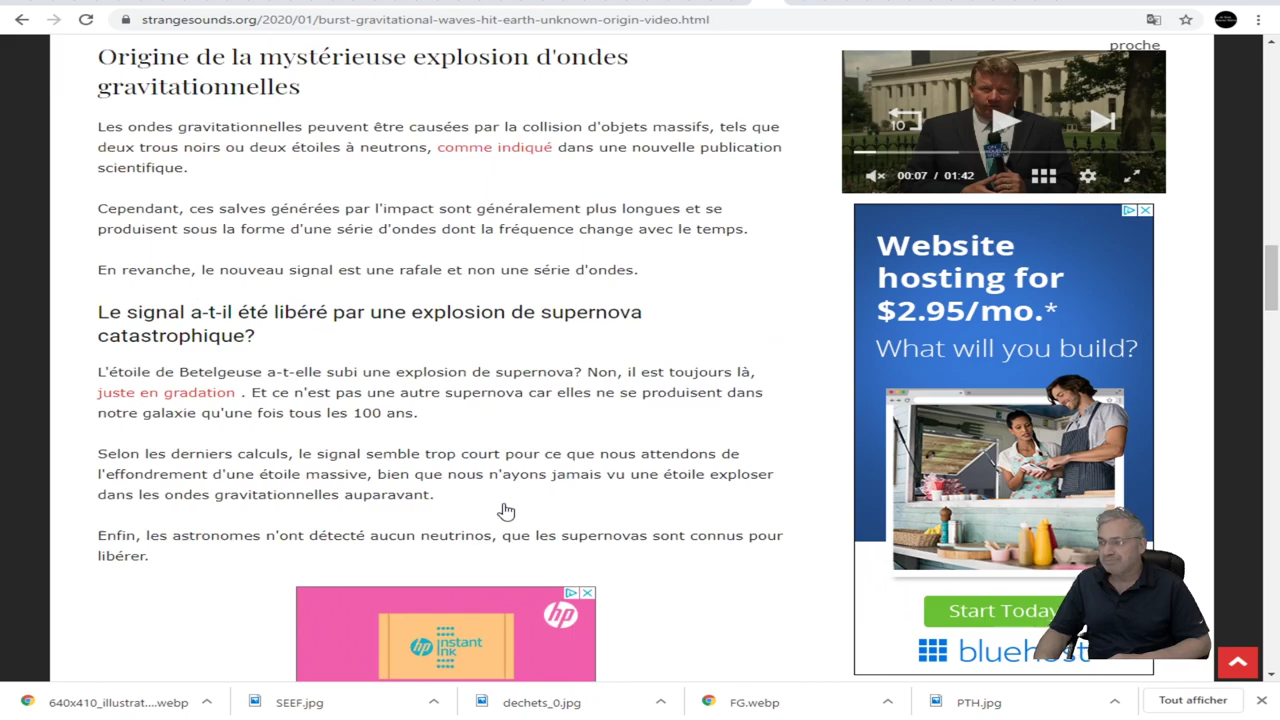 strangesounds.org/2020/01/burst-gravitational-waves-hit-earth-unknown-origin-video.html
Origine de la mystérieuse explosion d'ondes
gravitationnelles
Les ondes gravitationnelles peuvent être causées par la collision d'objets massifs, tels que
deux trous noirs ou deux étoiles à neutrons, comme indiqué dans une nouvelle publication
scientifique.
Cependant, ces salves générées par l'impact sont généralement plus longues et se
produisent sous la forme d'une série d'ondes dont la fréquence change avec le temps.
En revanche, le nouveau signal est une rafale et non une série d'ondes.
Le signal a-t-il été libéré par une explosion de supernova
catastrophique?
L'étoile de Betelgeuse a-t-elle subi une explosion de supernova? Non, il est toujours là,
juste en gradation . Et ce n'est pas une autre supernova car elles ne se produisent dans
notre galaxie qu'une fois tous les 100 ans.
Selon les derniers calculs, le signal semble trop court pour ce que nous attendons de
l'effondrement d'une étoile massive, bien que nous n'ayons jamais vu une étoile exploser
dans les ondes gravitationnelles auparavant.
Enfin, les astronomes n'ont détecté aucun neutrinos, que les supernovas sont connus pour
libérer.
hp
hp instant
ink
proche
10
00:07 / 01:42
Website
hosting for
$2.95/mo.*
What will you build?
Start Today
bluehost
640x410_illustrat....webp
SEEF.jpg
dechets_0.jpg
FG.webp
PTH.jpg
Tout afficher